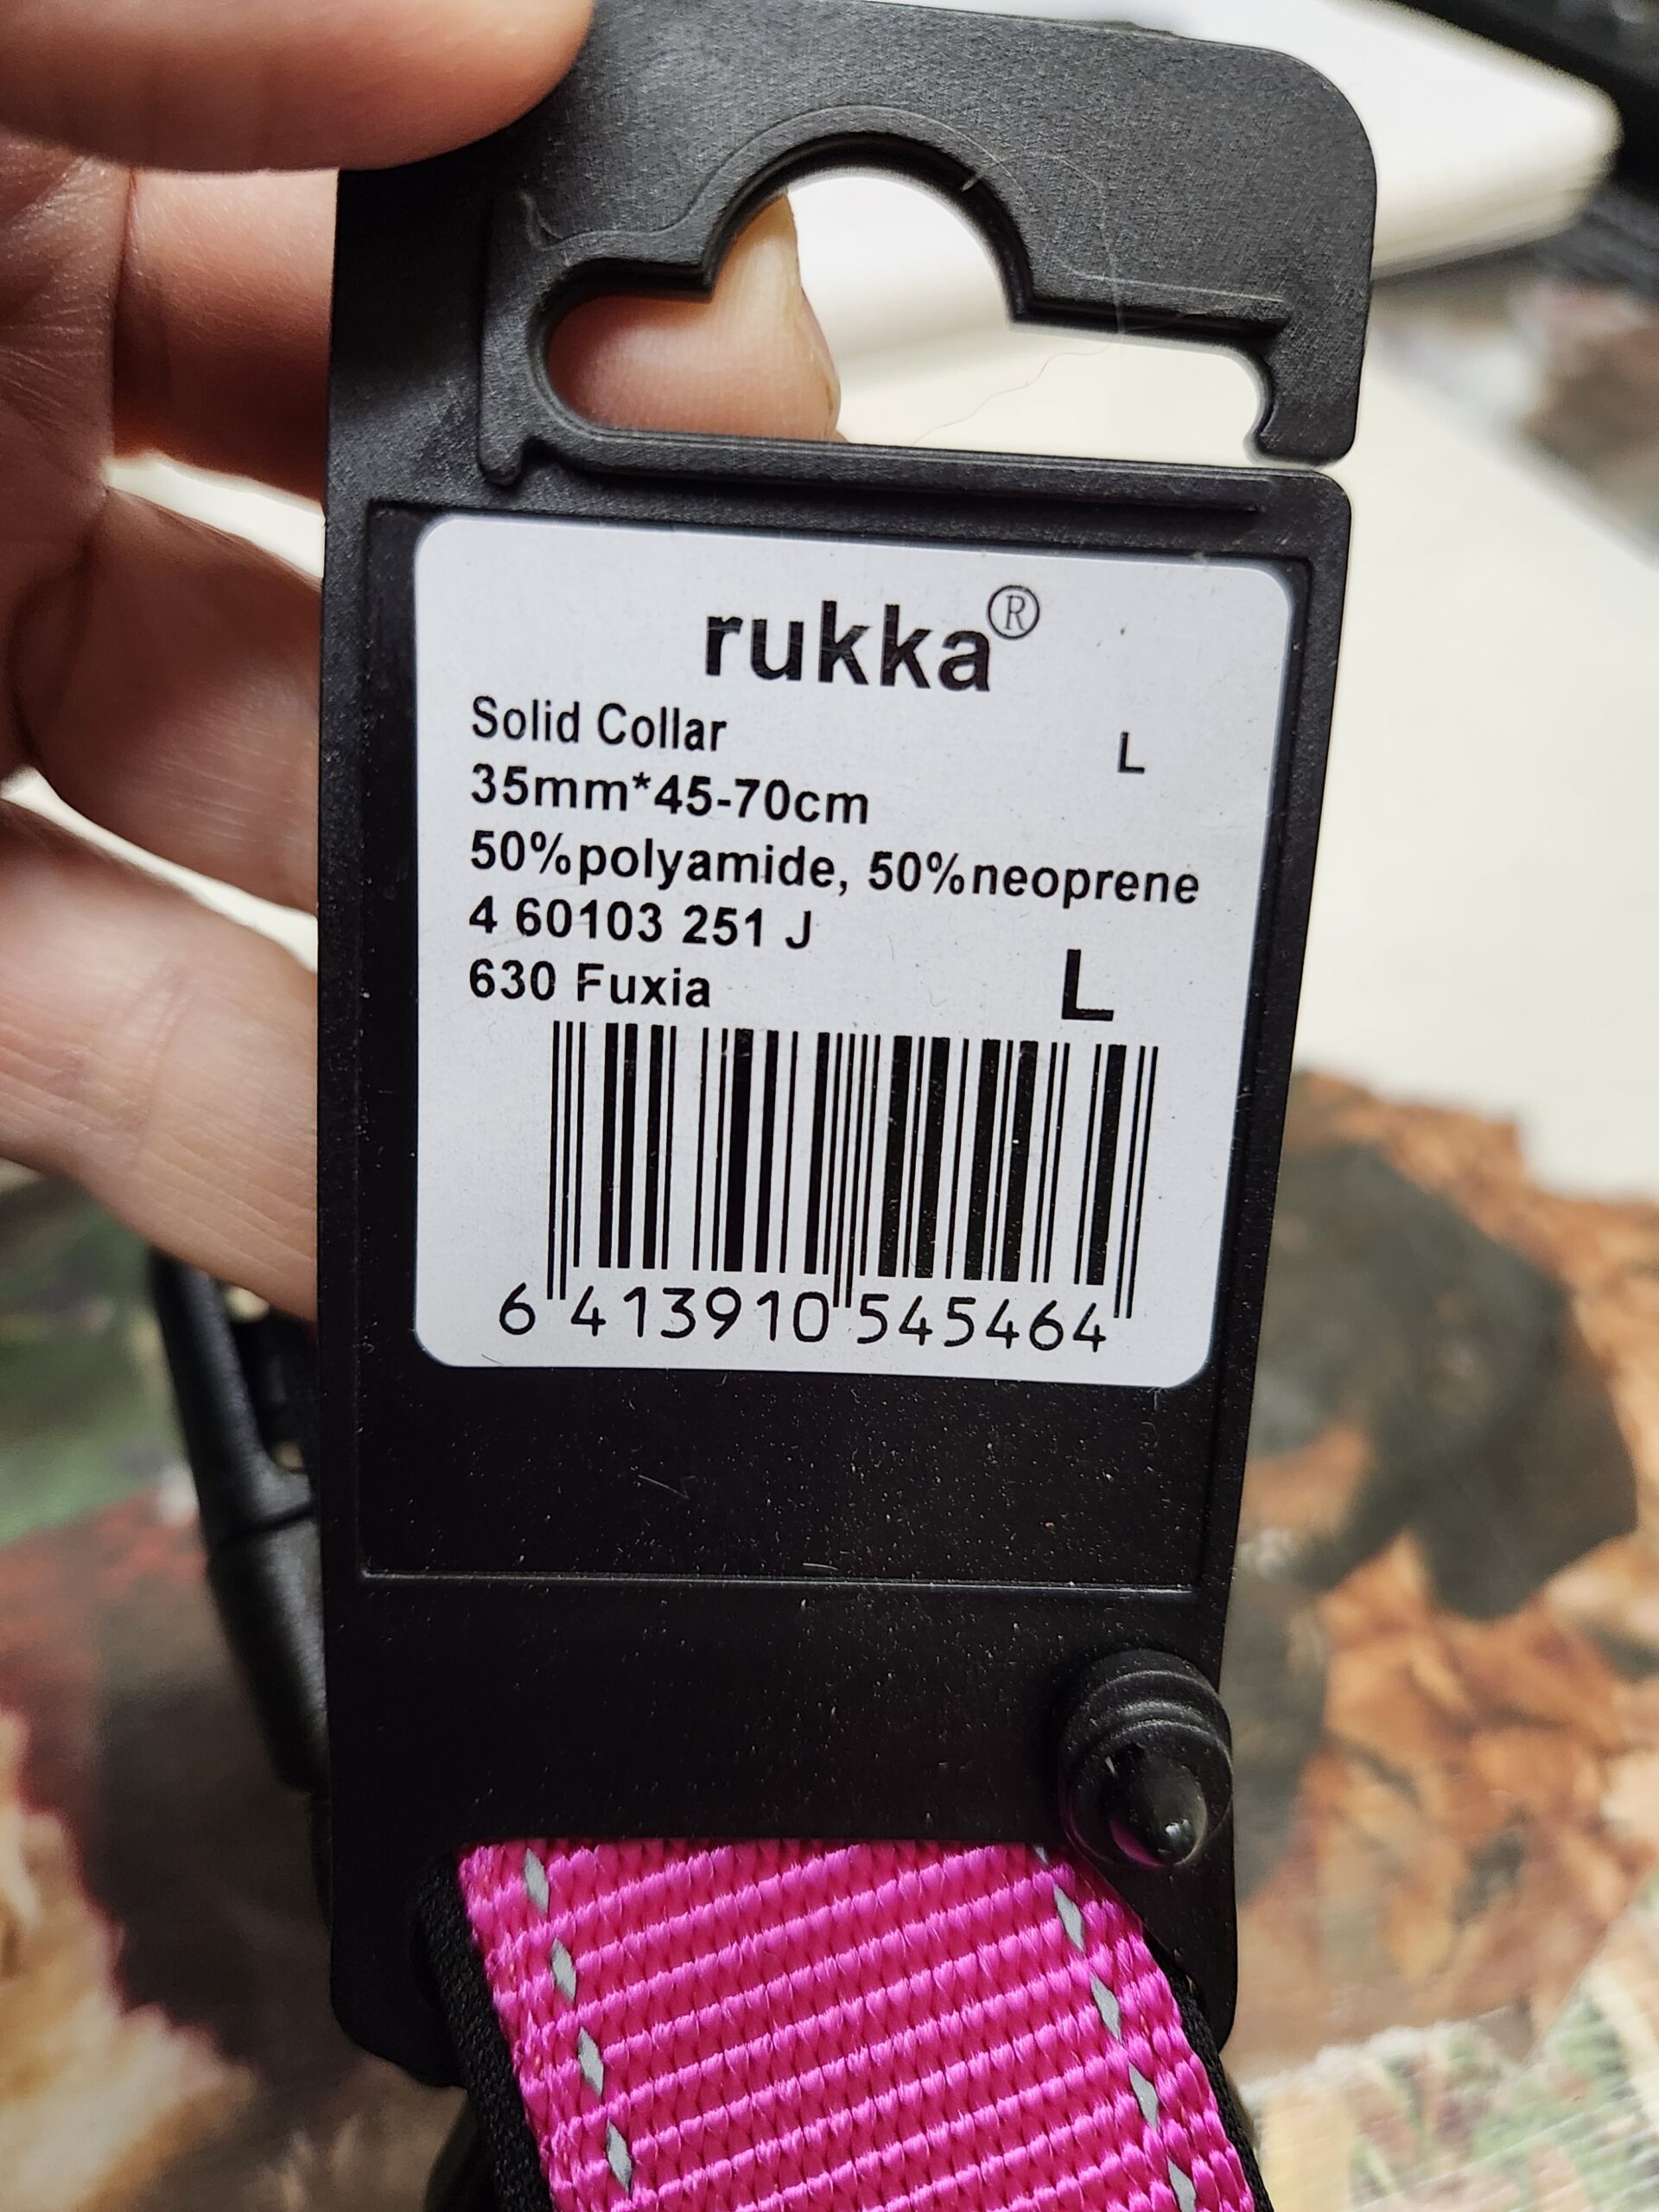 rukka®
Solid Collar L
35mm*45-70cm
50%polyamide, 50%neoprene
4 60103 251 J
630 Fuxia L
6 413910 545464